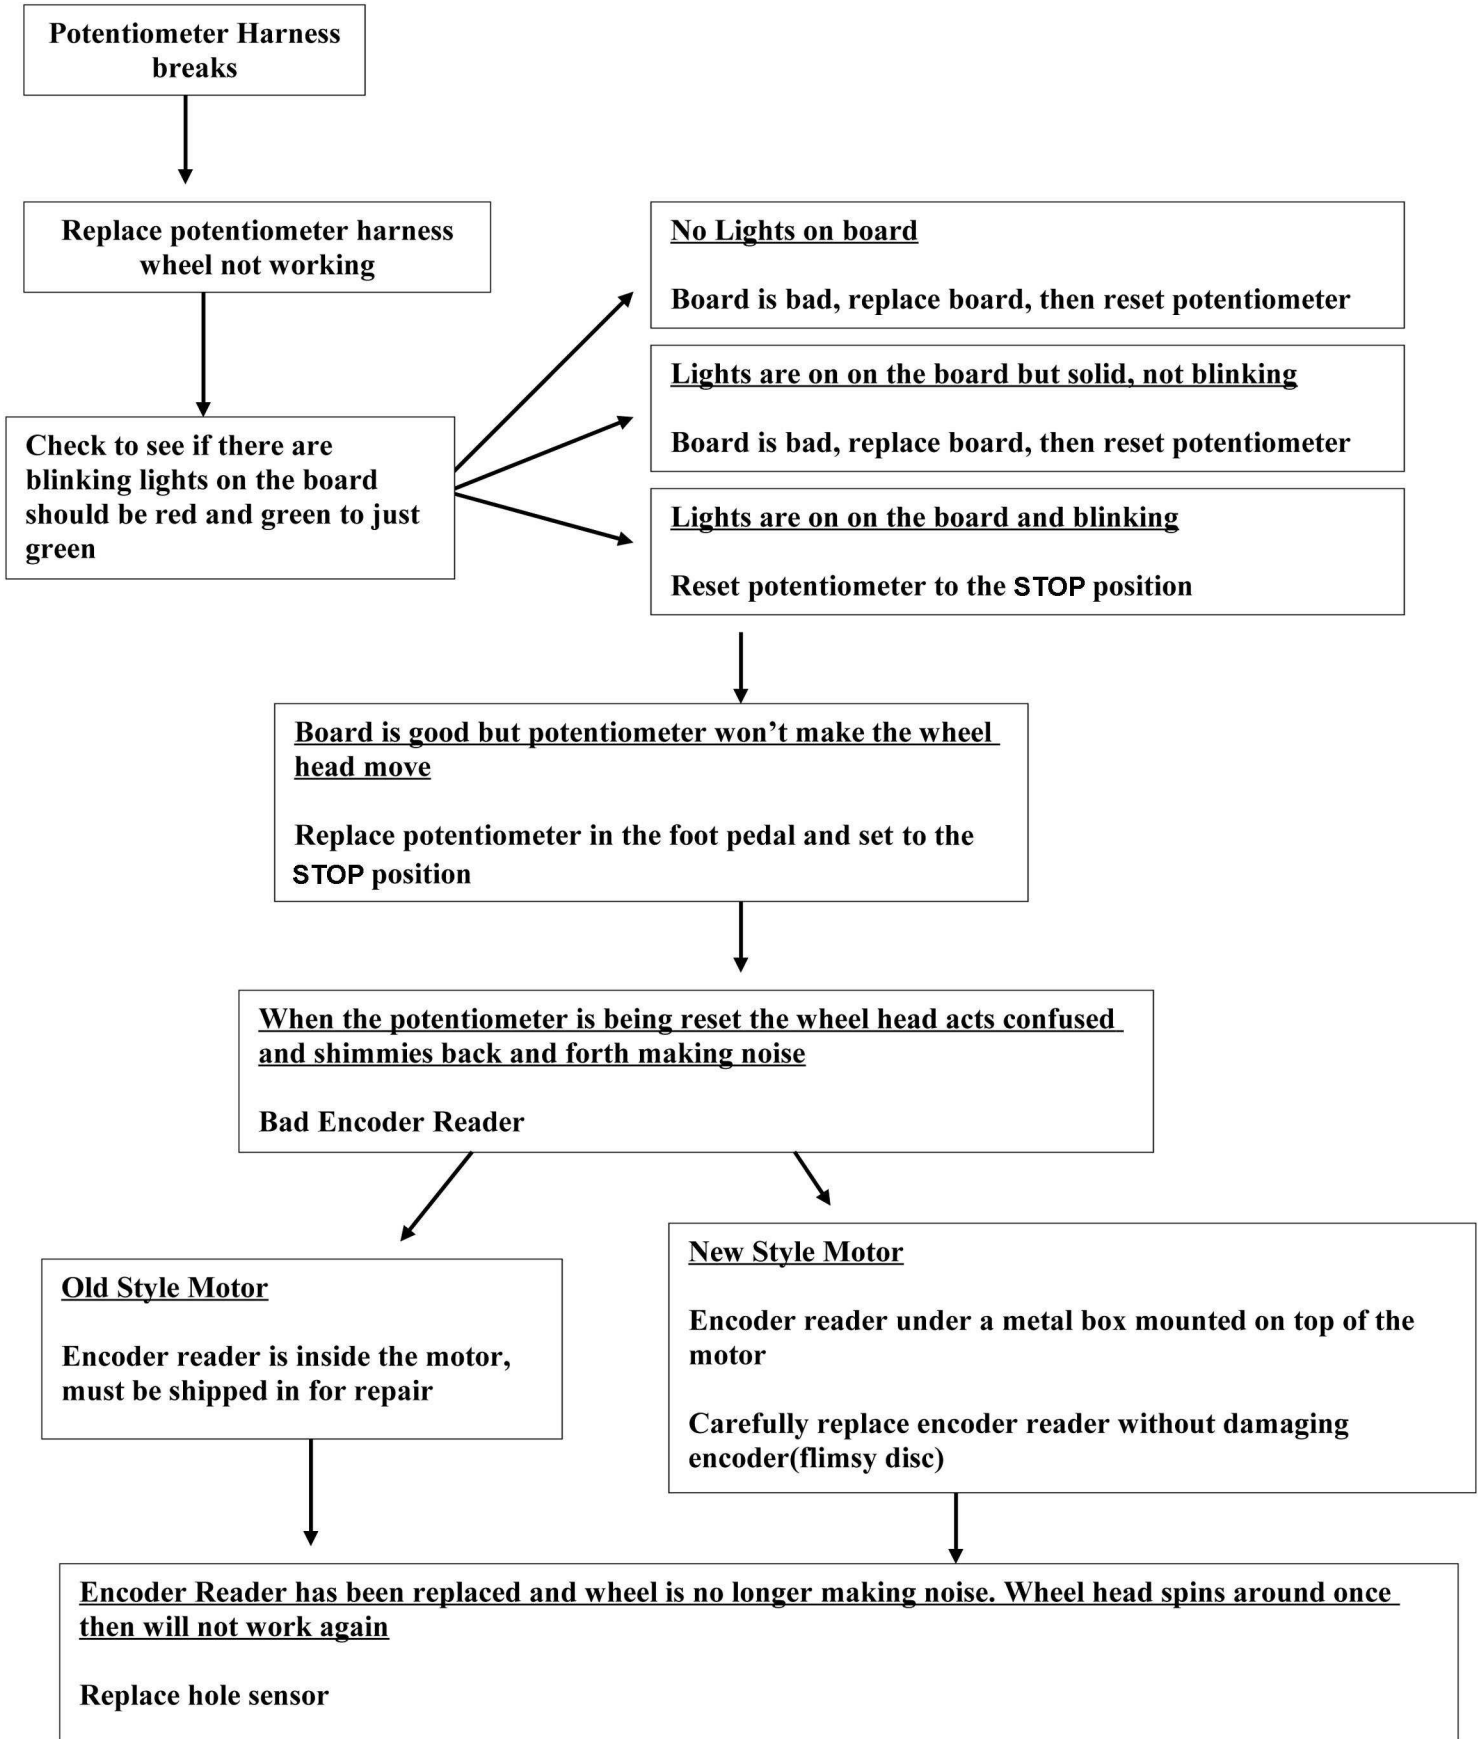 Potentiometer Harness
breaks
Replace potentiometer harness
wheel not working
Check to see if there are
blinking lights on the board
should be red and green to just
green
No Lights on board
Board is bad, replace board, then reset potentiometer
Lights are on on the board but solid, not blinking
Board is bad, replace board, then reset potentiometer
Lights are on on the board and blinking
Reset potentiometer to the STOP position
Board is good but potentiometer won’t make the wheel
head move
Replace potentiometer in the foot pedal and set to the
STOP position
When the potentiometer is being reset the wheel head acts confused
and shimmies back and forth making noise
Bad Encoder Reader
Old Style Motor
Encoder reader is inside the motor,
must be shipped in for repair
New Style Motor
Encoder reader under a metal box mounted on top of the
motor
Carefully replace encoder reader without damaging
encoder(flimsy disc)
Encoder Reader has been replaced and wheel is no longer making noise. Wheel head spins around once
then will not work again
Replace hole sensor